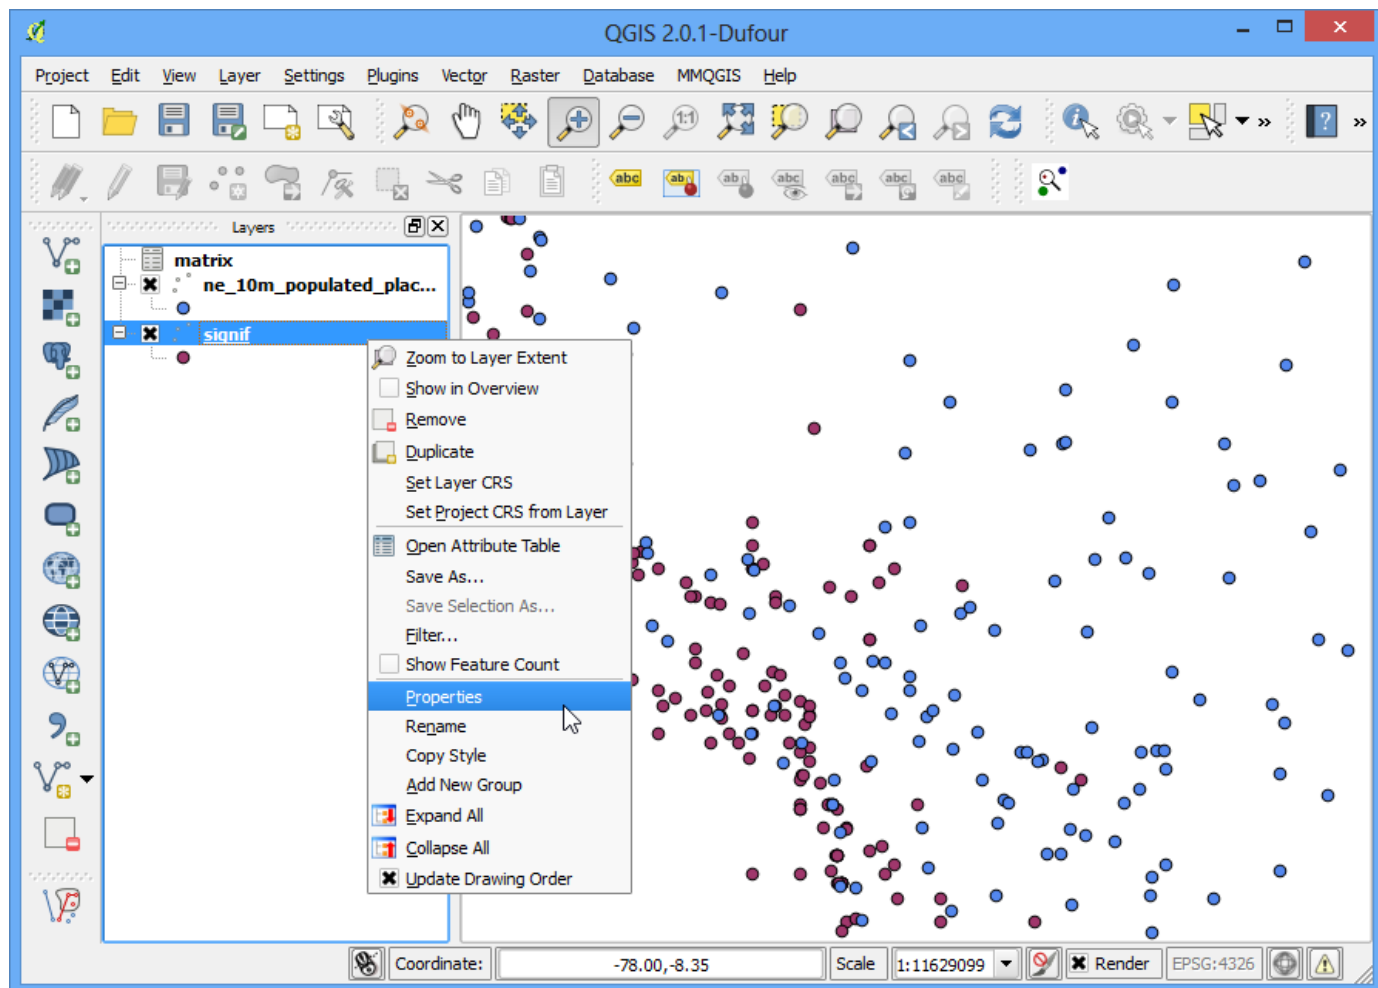 QGIS 2.0.1-Dufour
Project Edit View Layer Settings Plugins Vector Raster Database MMQGIS Help
1:1
abc
Layers
matrix
ne_10m_populated_plac...
signif
Zoom to Layer Extent
Show in Overview
Remove
Duplicate
Set Layer CRS
Set Project CRS from Layer
Open Attribute Table
Save As...
Save Selection As...
Filter...
Show Feature Count
Properties
Rename
Copy Style
Add New Group
Expand All
Collapse All
Update Drawing Order
Coordinate: -78.00,-8.35 Scale 1:11629099 Render EPSG:4326